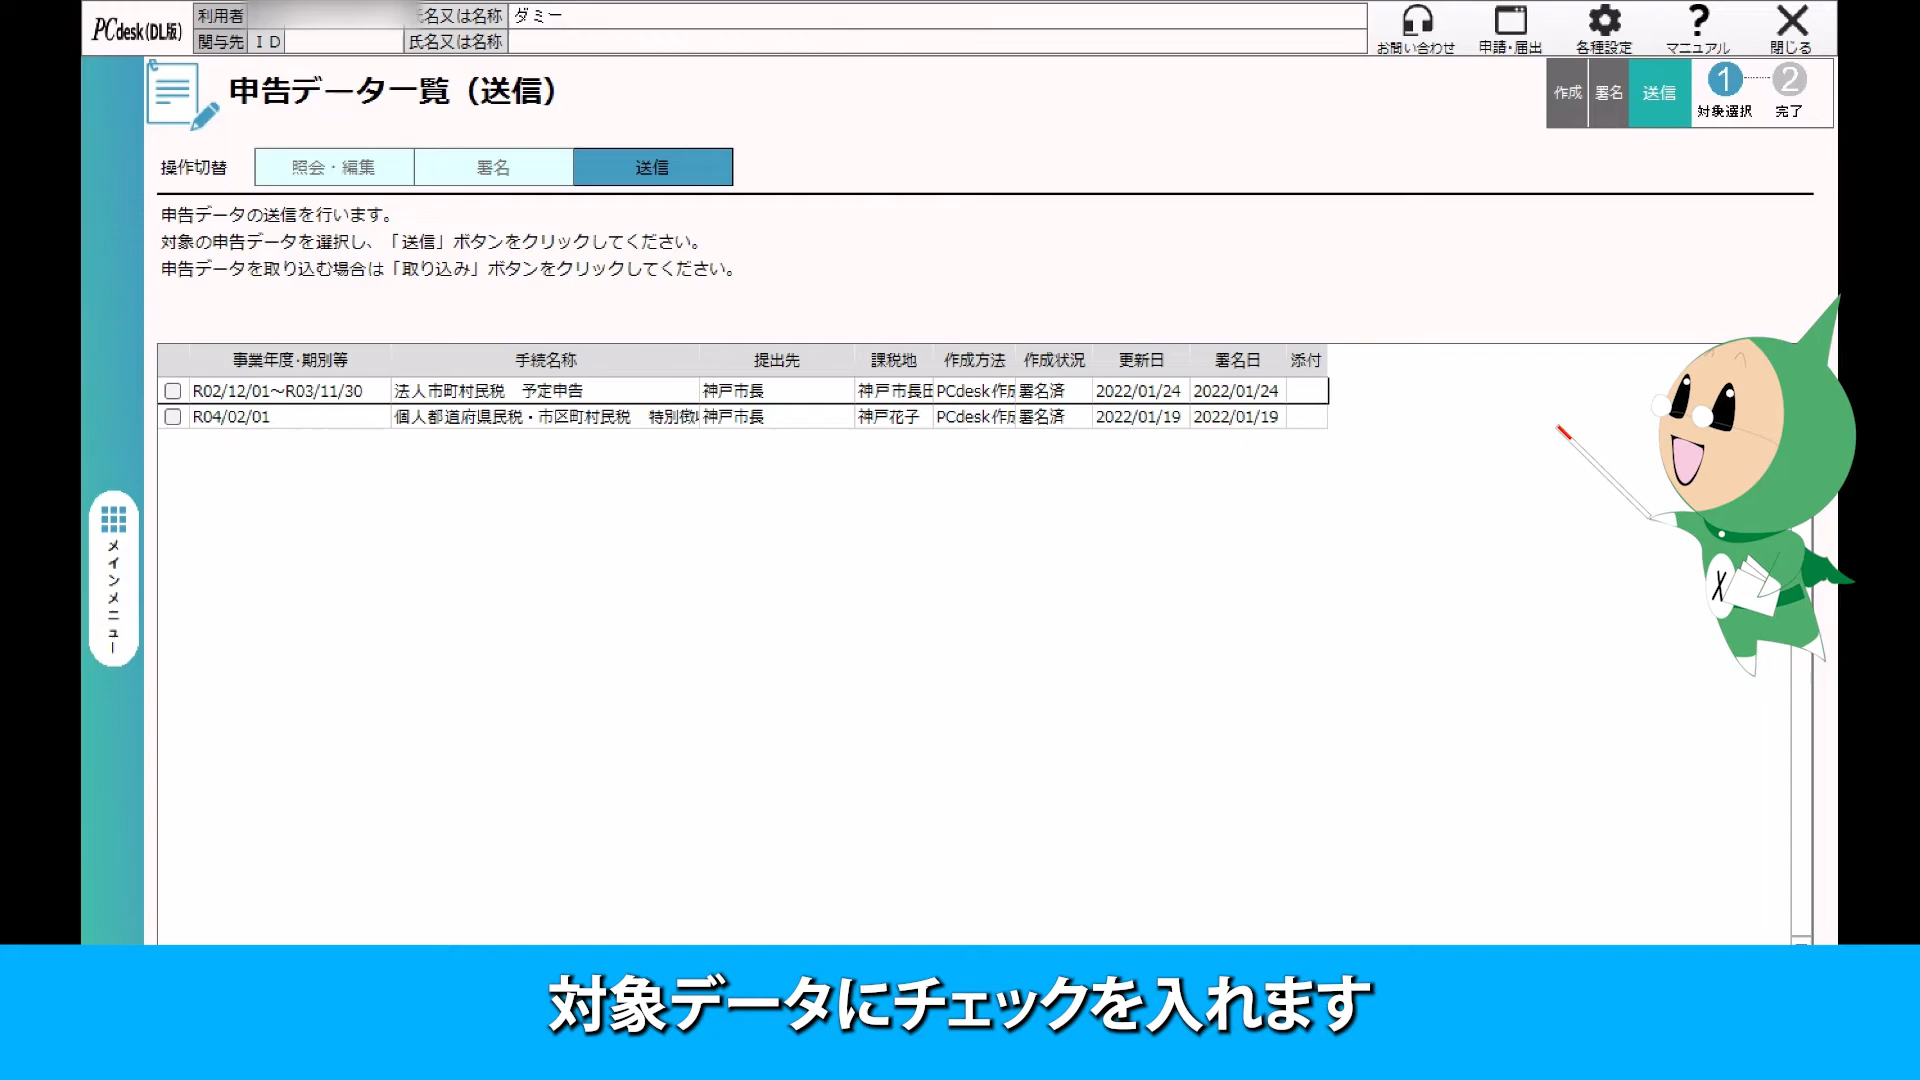 PCdesk(DL版)
利用者 氏名又は名称 ダミー
関与先 ID 氏名又は名称
お問い合わせ 申請・届出 各種設定 マニュアル 閉じる
申告データ一覧（送信）
作成 署名 送信 1 対象選択 2 完了
操作切替 照会・編集 署名 送信
申告データの送信を行います。
対象の申告データを選択し、「送信」ボタンをクリックしてください。
申告データを取り込む場合は「取り込み」ボタンをクリックしてください。
事業年度・期別等 手続名称 提出先 課税地 作成方法 作成状況 更新日 署名日 添付
R02/12/01～R03/11/30 法人市町村民税　予定申告 神戸市長 神戸市長田 PCdesk作成 署名済 2022/01/24 2022/01/24
R04/02/01 個人都道府県民税・市区町村民税　特別徴収 神戸市長 神戸花子 PCdesk作成 署名済 2022/01/19 2022/01/19
メインメニュー
対象データにチェックを入れます